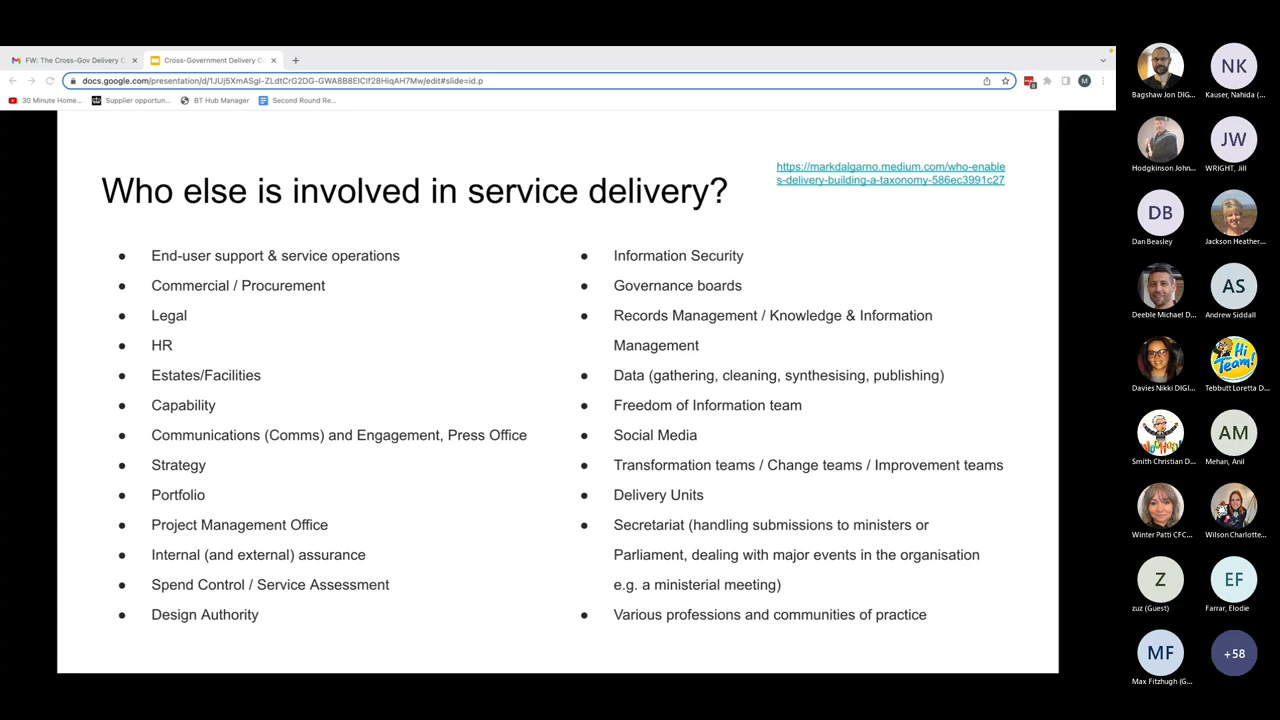 FW: The Cross-Gov Delivery C
Cross-Government Delivery C
docs.google.com/presentation/d/1JUj5XmASgI-ZLdtCrG2DG-GWA8B8EICIf28HiqAH7Mw/edit#slide=id.p
30 Minute Home...
Supplier opportun...
BT Hub Manager
Second Round Re...
M
Who else is involved in service delivery?
https://markdalgarno.medium.com/who-enable
s-delivery-building-a-taxonomy-586ec3991c27
● End-user support & service operations
● Commercial / Procurement
● Legal
● HR
● Estates/Facilities
● Capability
● Communications (Comms) and Engagement, Press Office
● Strategy
● Portfolio
● Project Management Office
● Internal (and external) assurance
● Spend Control / Service Assessment
● Design Authority
● Information Security
● Governance boards
● Records Management / Knowledge & Information
Management
● Data (gathering, cleaning, synthesising, publishing)
● Freedom of Information team
● Social Media
● Transformation teams / Change teams / Improvement teams
● Delivery Units
● Secretariat (handling submissions to ministers or
Parliament, dealing with major events in the organisation
e.g. a ministerial meeting)
● Various professions and communities of practice
Bagshaw Jon DIG...
NK
Kauser, Nahida (...
Hodgkinson John...
JW
WRIGHT, Jill
DB
Dan Beasley
Jackson Heather...
Deeble Michael D...
AS
Andrew Siddall
Davies Nikki DIGI...
Hi
Team!
Tebbutt Loretta D...
Smith Christian D...
AM
Mehan, Anil
Winter Patti CFC...
Wilson Charlotte...
Z
zuz (Guest)
EF
Farrar, Elodie
MF
Max Fitzhugh (G...
+58